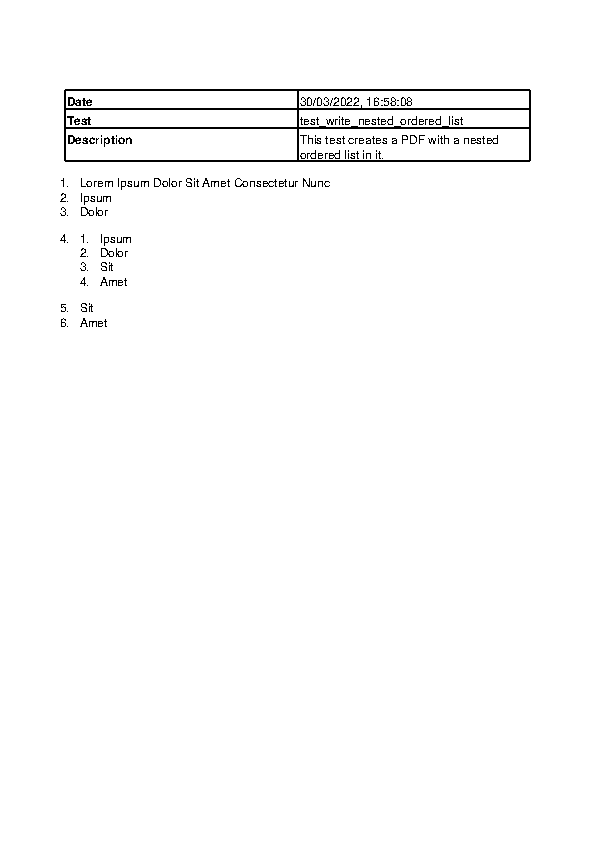 Date 30/03/2022, 16:58:08
Test test_write_nested_ordered_list
Description This test creates a PDF with a nested
ordered list in it.
1. Lorem Ipsum Dolor Sit Amet Consectetur Nunc
2. Ipsum
3. Dolor
4. 1. Ipsum
2. Dolor
3. Sit
4. Amet
5. Sit
6. Amet